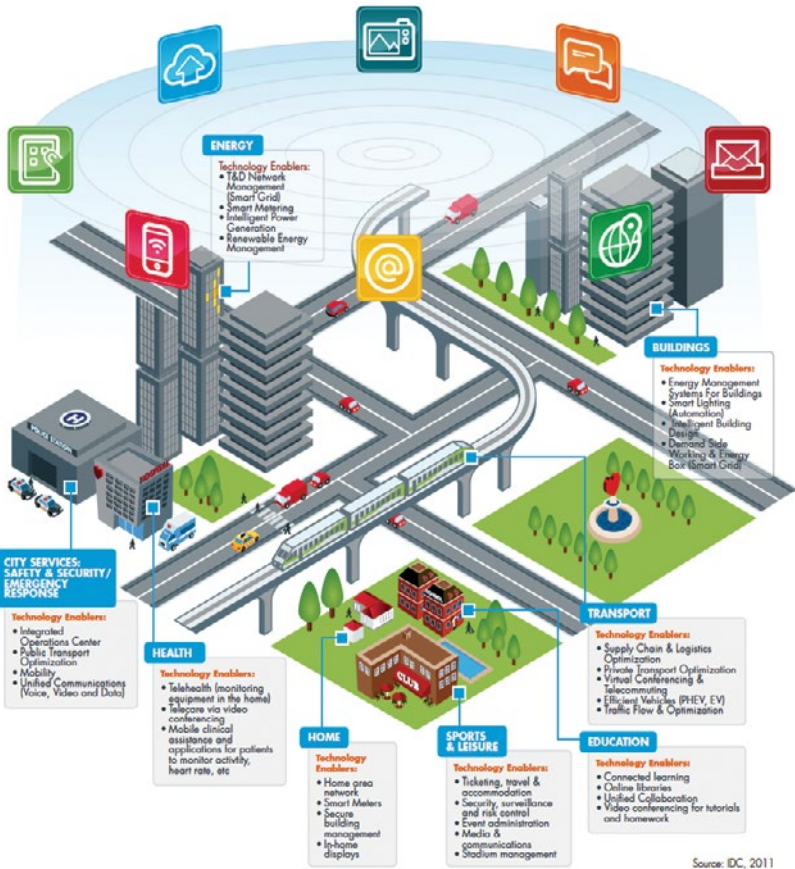 ENERGY
Technology Enablers:
• T&D Network
Management
(Smart Grid)
• Smart Metering
• Intelligent Power
Generation
• Renewable Energy
Management
@
BUILDINGS
Technology Enablers:
• Energy Management
Systems For Buildings
• Smart Lighting
(Automation)
• Intelligent Building
Design
• Demand Side
Working & Energy
Box (Smart Grid)
H
POLICE STATION
HOSPITAL
CITY SERVICES:
SAFETY & SECURITY/
EMERGENCY
RESPONSE
Technology Enablers:
• Integrated
Operations Center
• Public Transport
Optimization
• Mobility
• Unified Communications
(Voice, Video and Data)
HEALTH
Technology Enablers:
• Telehealth (monitoring
equipment in the home)
• Telecare via video
conferencing
• Mobile clinical
assistance and
applications for patients
to monitor activtity,
heart rate, etc
CLUB
HOME
Technology
Enablers:
• Home area
network
• Smart Meters
• Secure
building
management
• In-home
displays
SPORTS
& LEISURE
Technology Enablers:
• Ticketing, travel &
accommodation
• Security, surveillance
and risk control
• Event administration
• Media &
communications
• Stadium management
TRANSPORT
Technology Enablers:
• Supply Chain & Logistics
Optimization
• Private Transport Optimization
• Virtual Conferencing &
Telecommuting
• Efficient Vehicles (PHEV, EV)
• Traffic Flow & Optimization
EDUCATION
Technology Enablers:
• Connected learning
• Online libraries
• Unified Collaboration
• Video conferencing for tutorials
and homework
Source: IDC, 2011